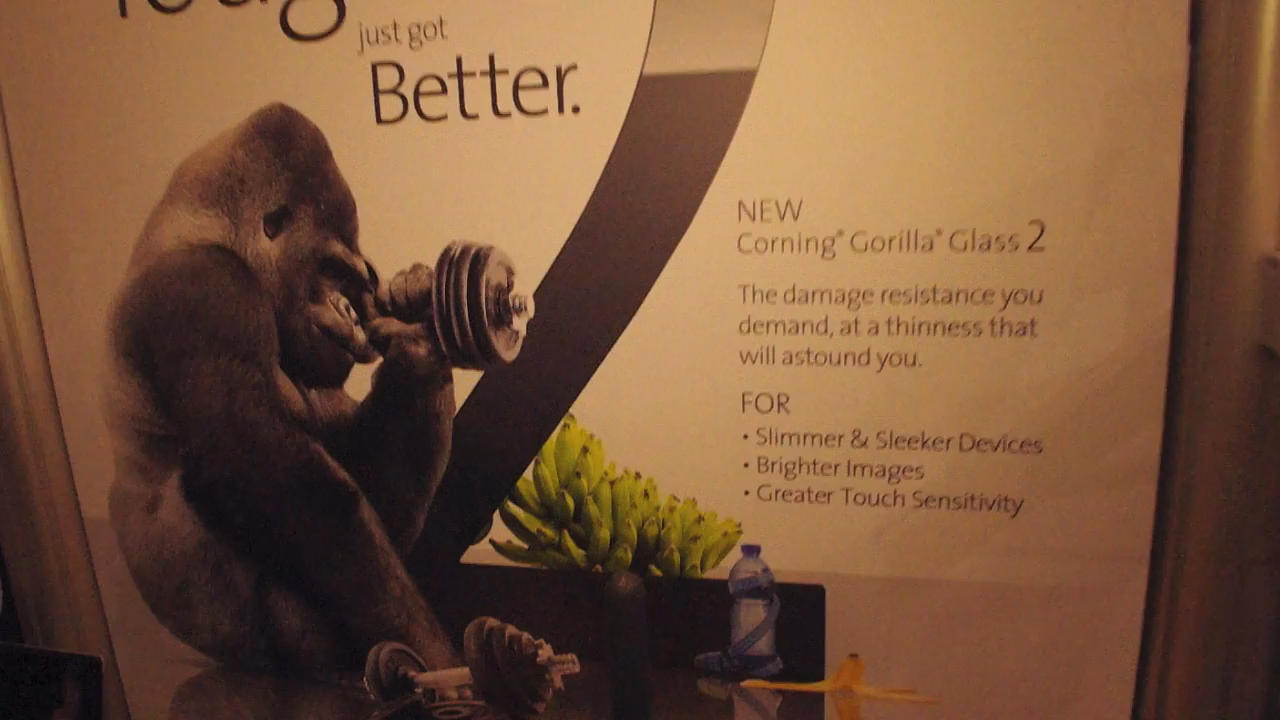 just got
Better.
NEW
Corning® Gorilla® Glass 2
The damage resistance you
demand, at a thinness that
will astound you.
FOR
• Slimmer & Sleeker Devices
• Brighter Images
• Greater Touch Sensitivity